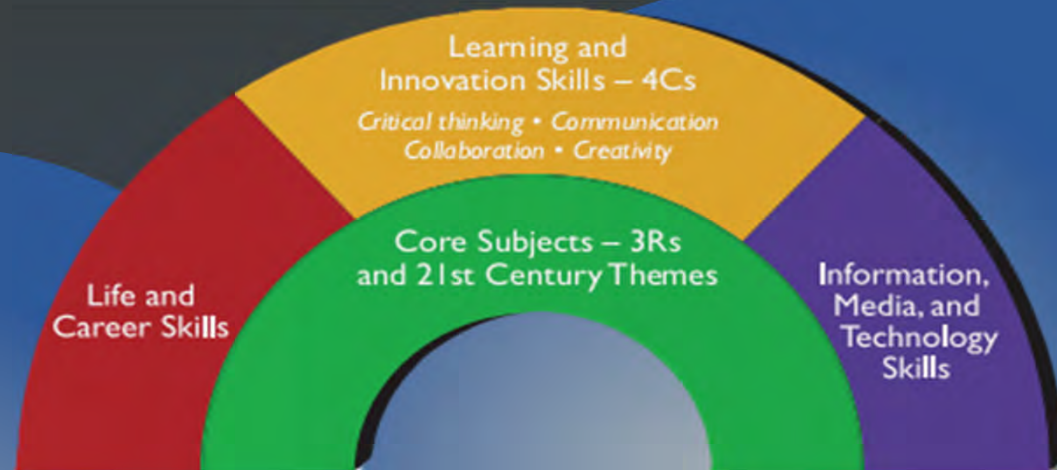 Learning and
Innovation Skills – 4Cs
Critical thinking • Communication
Collaboration • Creativity
Core Subjects – 3Rs
and 21st Century Themes
Life and
Career Skills
Information,
Media, and
Technology
Skills